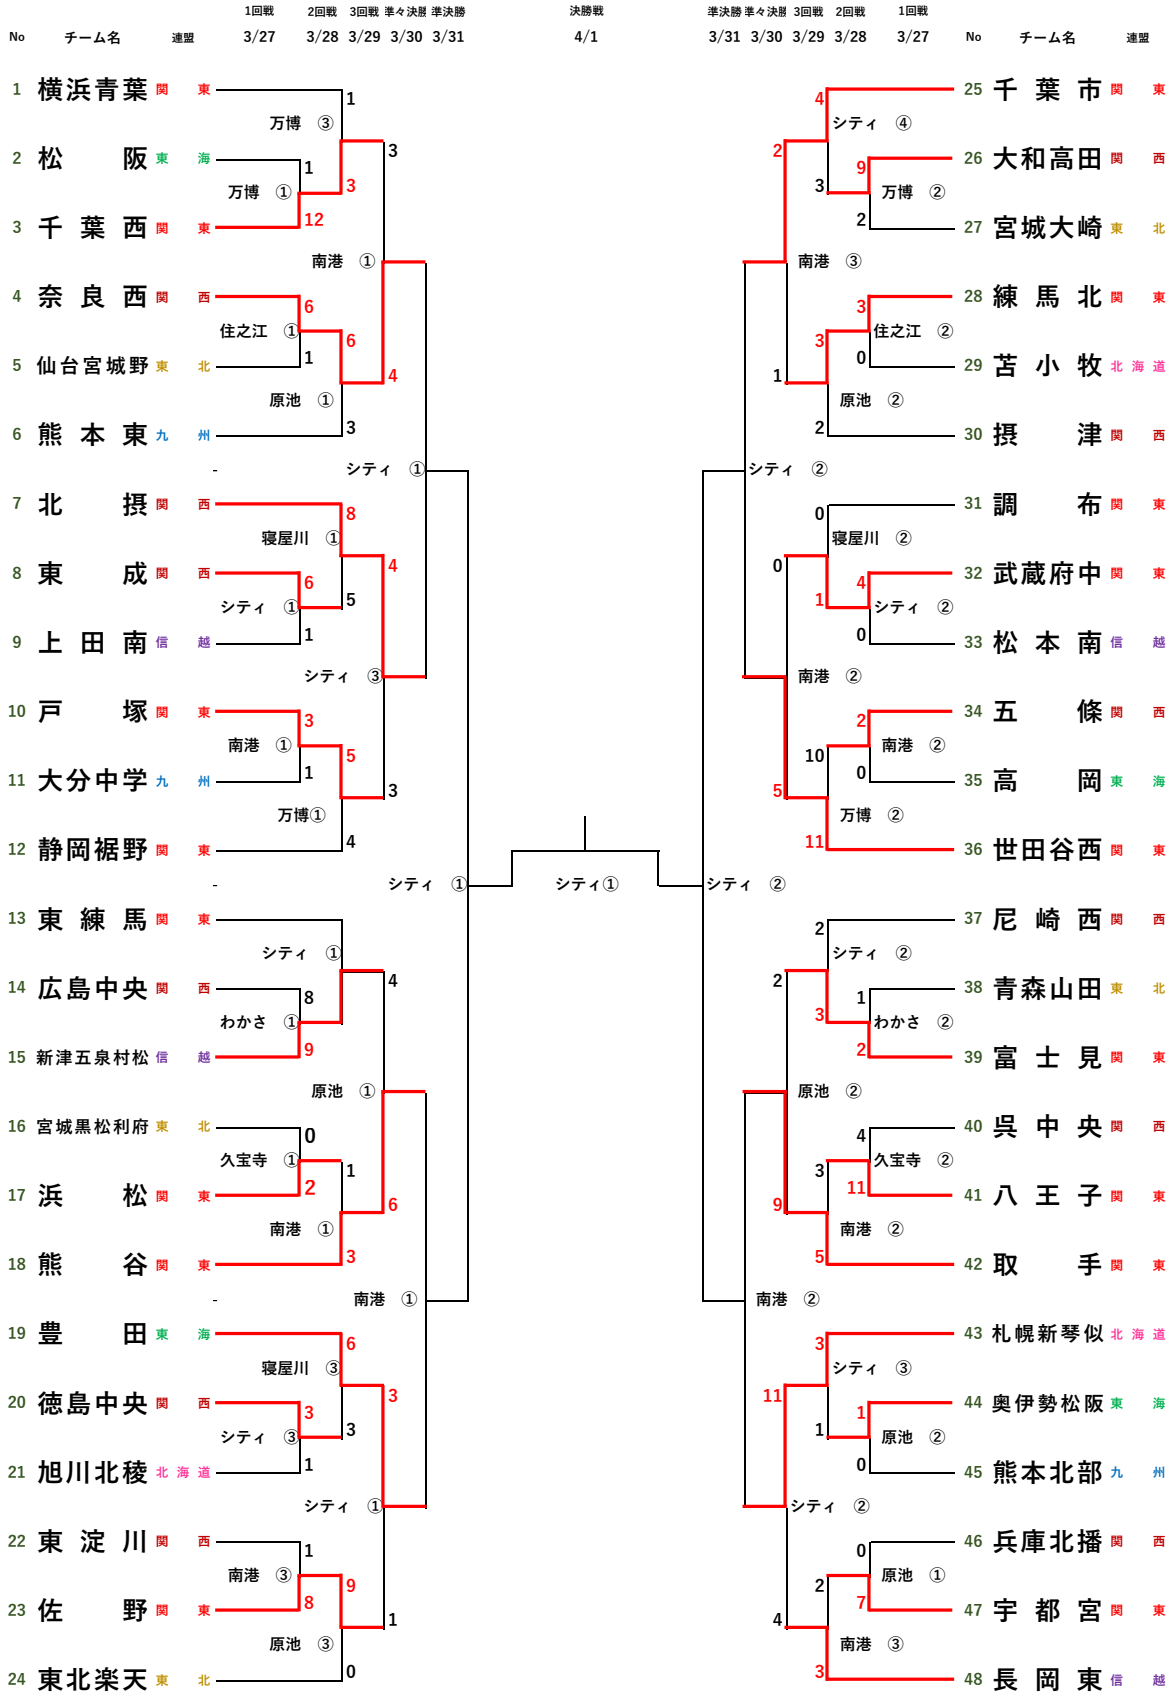 1回戦 2回戦 3回戦 準々決勝 準決勝 決勝戦 準決勝 準々決勝 3回戦 2回戦 1回戦
No チーム名 連盟 3/27 3/28 3/29 3/30 3/31 4/1 3/31 3/30 3/29 3/28 3/27 No チーム名 連盟
1 横浜青葉 関東
1
万博 ③
2 松阪 東海
1
3
万博 ①
3
3 千葉西 関東
12
南港 ①
4 奈良西 関西
6
住之江 ①
6
5 仙台宮城野 東北
1
4
原池 ①
6 熊本東 九州
3
-
シティ ①
7 北摂 関西
8
寝屋川 ①
4
8 東成 関西
6
シティ ①
5
9 上田南 信越
1
シティ ③
10 戸塚 関東
3
南港 ①
5
11 大分中学 九州
1
3
万博①
12 静岡裾野 関東
4
-
シティ ①
シティ①
13 東練馬 関東
シティ ①
4
14 広島中央 関西
8
わかさ ①
15 新津五泉村松 信越
9
原池 ①
16 宮城黒松利府 東北
0
久宝寺 ①
1
17 浜松 関東
2
6
南港 ①
18 熊谷 関東
3
-
南港 ①
19 豊田 東海
6
寝屋川 ③
3
20 徳島中央 関西
3
シティ ③
3
21 旭川北稜 北海道
1
シティ ①
22 東淀川 関西
1
南港 ③
9
23 佐野 関東
8
1
原池 ③
24 東北楽天 東北
0
25 千葉市 関東
4
シティ ④
2
26 大和高田 関西
9
万博 ②
3
27 宮城大崎 東北
2
南港 ③
28 練馬北 関東
3
住之江 ②
3
29 苫小牧 北海道
0
1
原池 ②
30 摂津 関西
2
シティ ②
31 調布 関東
0
寝屋川 ②
0
32 武蔵府中 関東
4
シティ ②
1
33 松本南 信越
0
南港 ②
34 五條 関西
2
南港 ②
10
35 高岡 東海
0
5
万博 ②
36 世田谷西 関東
11
シティ ②
37 尼崎西 関西
2
シティ ②
2
38 青森山田 東北
1
わかさ ②
3
39 富士見 関東
2
原池 ②
40 呉中央 関西
4
久宝寺 ②
3
41 八王子 関東
11
9
南港 ②
42 取手 関東
5
南港 ②
43 札幌新琴似 北海道
3
シティ ③
11
44 奥伊勢松阪 東海
1
原池 ②
1
45 熊本北部 九州
0
シティ ②
46 兵庫北播 関西
0
原池 ①
2
47 宇都宮 関東
7
4
南港 ③
48 長岡東 信越
3